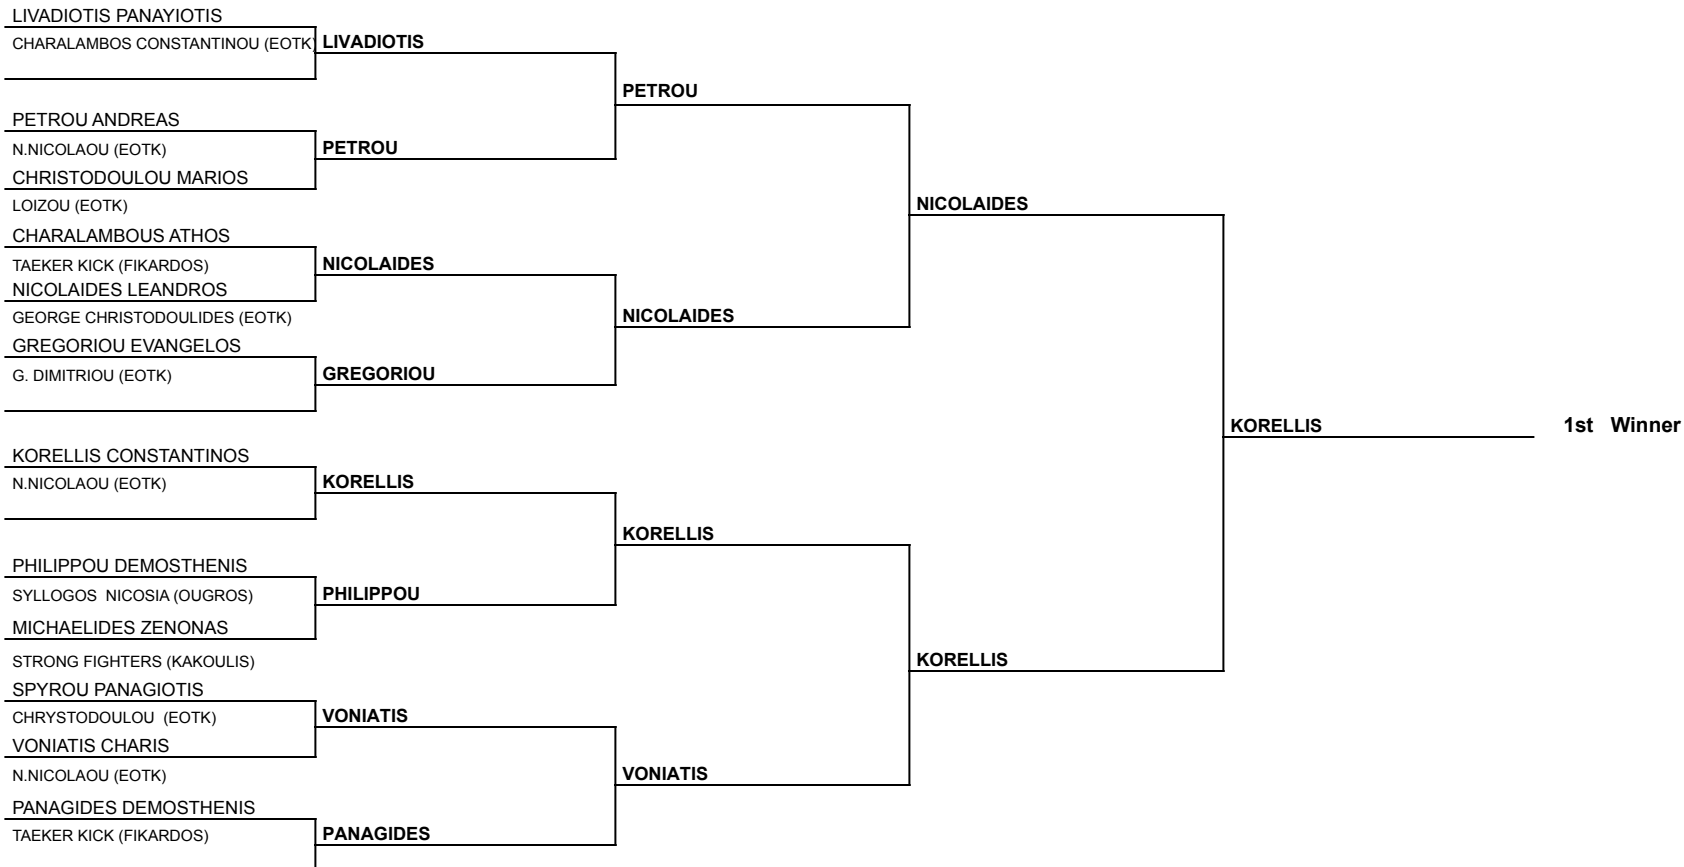 LIVADIOTIS PANAYIOTIS
CHARALAMBOS CONSTANTINOU (EOTK)
LIVADIOTIS
PETROU
PETROU ANDREAS
N.NICOLAOU (EOTK)
PETROU
CHRISTODOULOU MARIOS
LOIZOU (EOTK)
NICOLAIDES
CHARALAMBOUS ATHOS
TAEKER KICK (FIKARDOS)
NICOLAIDES
NICOLAIDES LEANDROS
GEORGE CHRISTODOULIDES (EOTK)
NICOLAIDES
GREGORIOU EVANGELOS
G. DIMITRIOU (EOTK)
GREGORIOU
KORELLIS
1st Winner
KORELLIS CONSTANTINOS
N.NICOLAOU (EOTK)
KORELLIS
KORELLIS
PHILIPPOU DEMOSTHENIS
SYLLOGOS NICOSIA (OUGROS)
PHILIPPOU
MICHAELIDES ZENONAS
STRONG FIGHTERS (KAKOULIS)
KORELLIS
SPYROU PANAGIOTIS
CHRYSTODOULOU (EOTK)
VONIATIS
VONIATIS CHARIS
N.NICOLAOU (EOTK)
VONIATIS
PANAGIDES DEMOSTHENIS
TAEKER KICK (FIKARDOS)
PANAGIDES